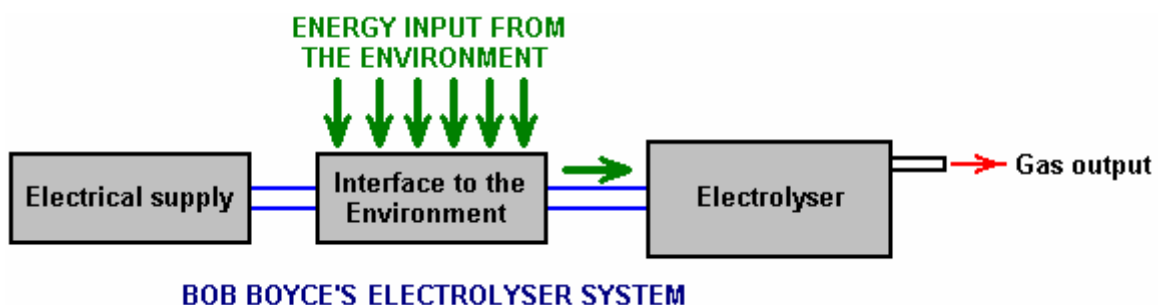 ENERGY INPUT FROM
THE ENVIRONMENT
Electrical supply
Interface to the
Environment
Electrolyser
Gas output
BOB BOYCE'S ELECTROLYSER SYSTEM